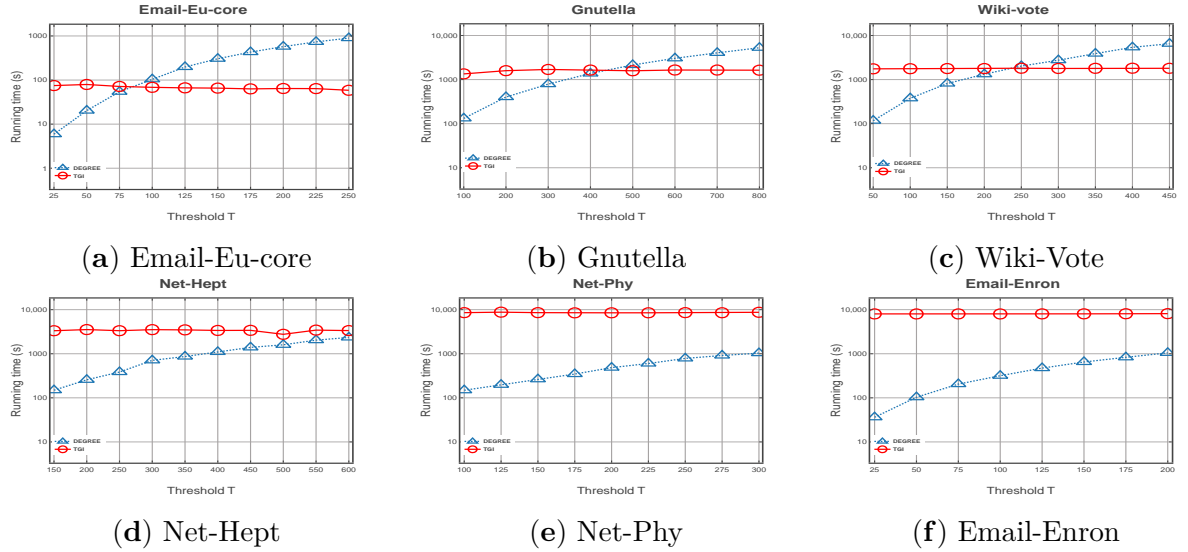 Email-Eu-core
Running time (s)
1000
100
10
1
DEGREE
TGI
25 50 75 100 125 150 175 200 225 250
Threshold T
(a) Email-Eu-core
Gnutella
Running time (s)
10,000
1000
100
10
DEGREE
TGI
100 200 300 400 500 600 700 800
Threshold T
(b) Gnutella
Wiki-vote
Running time (s)
10,000
1000
100
10
DEGREE
TGI
50 100 150 200 250 300 350 400 450
Threshold T
(c) Wiki-Vote
Net-Hept
Running time (s)
10,000
1000
100
10
DEGREE
TGI
150 200 250 300 350 400 450 500 550 600
Threshold T
(d) Net-Hept
Net-Phy
Running time (s)
10,000
1000
100
10
DEGREE
TGI
100 125 150 175 200 225 250 275 300
Threshold T
(e) Net-Phy
Email-Enron
Running time (s)
10,000
1000
100
10
DEGREE
TGI
25 50 75 100 125 150 175 200
Threshold T
(f) Email-Enron